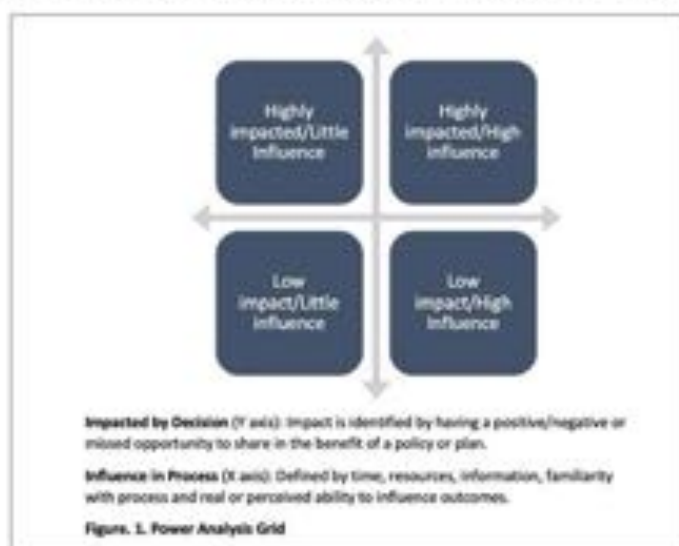 Highly
impacted/Little
Influence
Highly
impacted/High
influence
Low
impact/Little
influence
Low
impact/High
Influence
Impacted by Decision (Y axis): Impact is identified by having a positive/negative or
missed opportunity to share in the benefit of a policy or plan.
Influence in Process (X axis): Defined by time, resources, information, familiarity
with process and real or perceived ability to influence outcomes.
Figure. 1. Power Analysis Grid